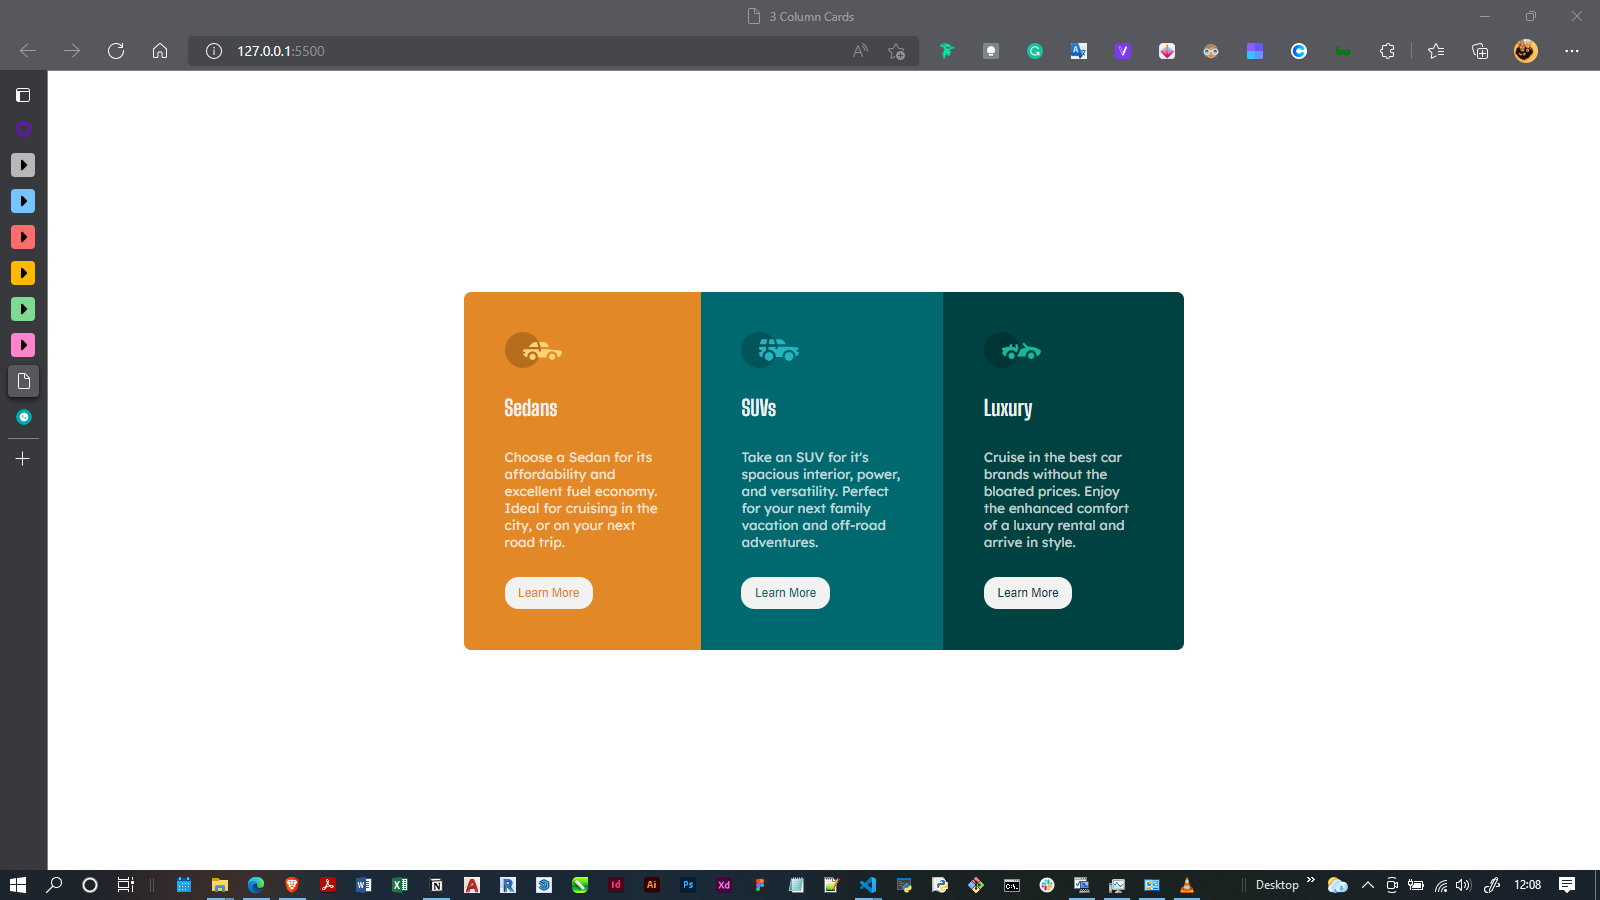 3 Column Cards
127.0.0.1:5500
Sedans
Choose a Sedan for its
affordability and
excellent fuel economy.
Ideal for cruising in the
city, or on your next
road trip.
Learn More
SUVs
Take an SUV for it's
spacious interior, power,
and versatility. Perfect
for your next family
vacation and off-road
adventures.
Learn More
Luxury
Cruise in the best car
brands without the
bloated prices. Enjoy
the enhanced comfort
of a luxury rental and
arrive in style.
Learn More
Desktop
12:08